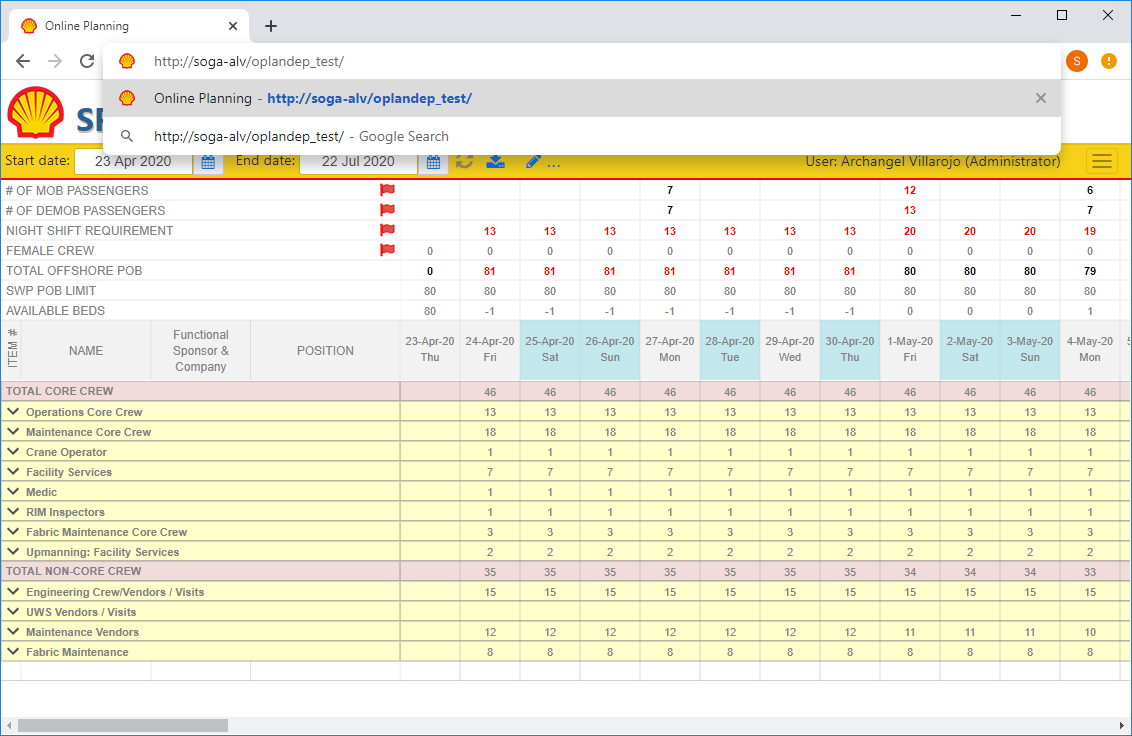 Online Planning
http://soga-alv/oplandep_test/
S
Online Planning - http://soga-alv/oplandep_test/
http://soga-alv/oplandep_test/ - Google Search
Start date: 23 Apr 2020 End date: 22 Jul 2020 ... User: Archangel Villarojo (Administrator)
# OF MOB PASSENGERS 7 12 6
# OF DEMOB PASSENGERS 7 13 7
NIGHT SHIFT REQUIREMENT 13 13 13 13 13 13 13 20 20 20 19
FEMALE CREW 0 0 0 0 0 0 0 0 0 0 0 0
TOTAL OFFSHORE POB 0 81 81 81 81 81 81 81 80 80 80 79
SWP POB LIMIT 80 80 80 80 80 80 80 80 80 80 80 80
AVAILABLE BEDS 80 -1 -1 -1 -1 -1 -1 -1 0 0 0 1
ITEM # NAME Functional Sponsor & Company POSITION 23-Apr-20 Thu 24-Apr-20 Fri 25-Apr-20 Sat 26-Apr-20 Sun 27-Apr-20 Mon 28-Apr-20 Tue 29-Apr-20 Wed 30-Apr-20 Thu 1-May-20 Fri 2-May-20 Sat 3-May-20 Sun 4-May-20 Mon
TOTAL CORE CREW 46 46 46 46 46 46 46 46 46 46 46
Operations Core Crew 13 13 13 13 13 13 13 13 13 13 13
Maintenance Core Crew 18 18 18 18 18 18 18 18 18 18 18
Crane Operator 1 1 1 1 1 1 1 1 1 1 1
Facility Services 7 7 7 7 7 7 7 7 7 7 7
Medic 1 1 1 1 1 1 1 1 1 1 1
RIM Inspectors 1 1 1 1 1 1 1 1 1 1 1
Fabric Maintenance Core Crew 3 3 3 3 3 3 3 3 3 3 3
Upmanning: Facility Services 2 2 2 2 2 2 2 2 2 2 2
TOTAL NON-CORE CREW 35 35 35 35 35 35 35 34 34 34 33
Engineering Crew/Vendors / Visits 15 15 15 15 15 15 15 15 15 15 15
UWS Vendors / Visits
Maintenance Vendors 12 12 12 12 12 12 12 11 11 11 10
Fabric Maintenance 8 8 8 8 8 8 8 8 8 8 8